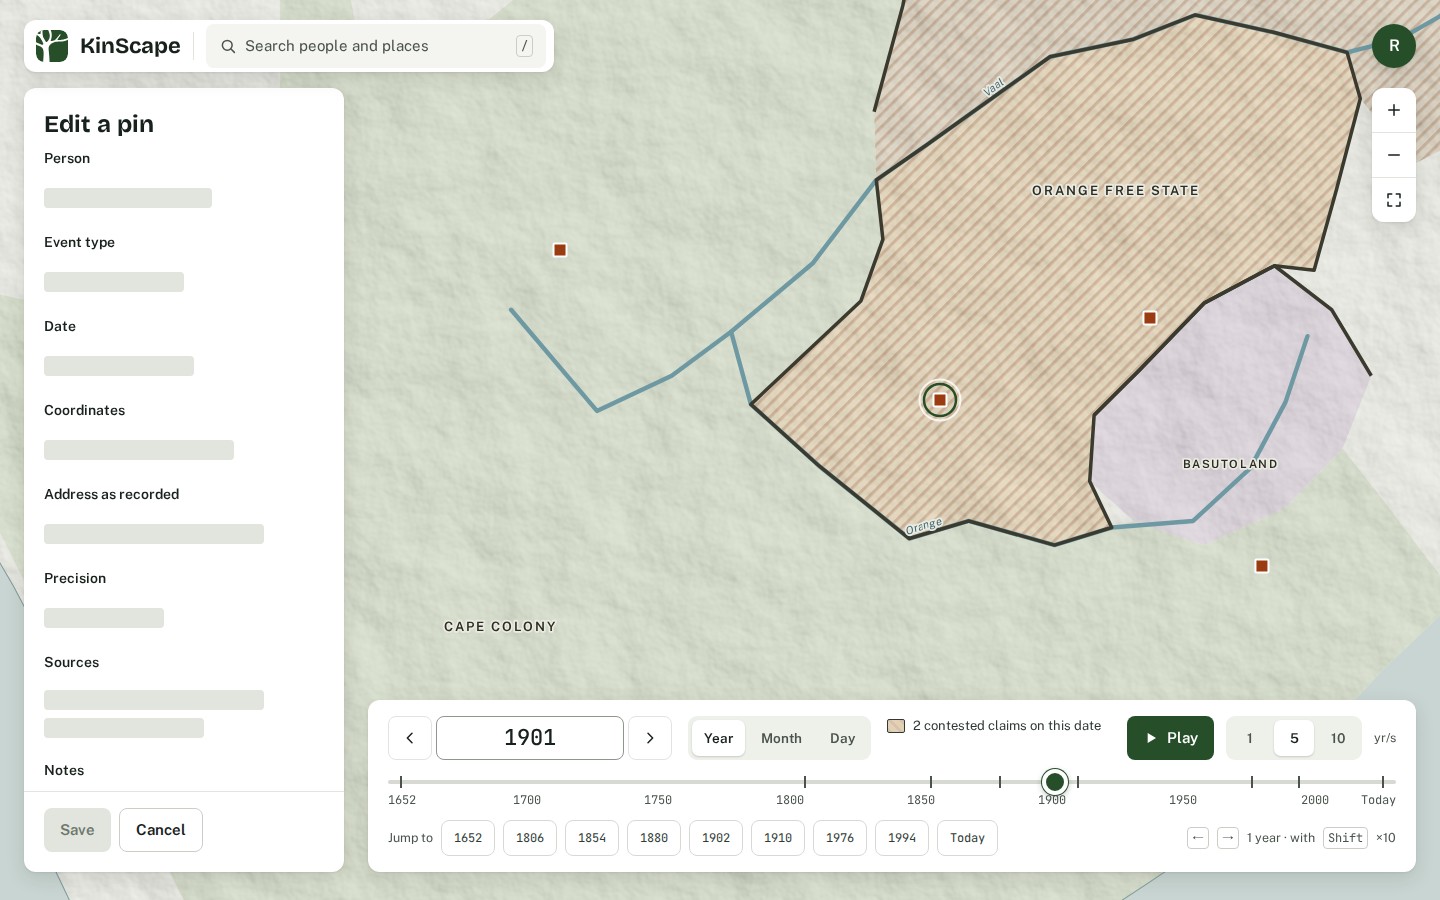 KinScape
Search people and places
/
R
Edit a pin
Person
Event type
Date
Coordinates
Address as recorded
Precision
Sources
Notes
Save
Cancel
Vaal
ORANGE FREE STATE
BASUTOLAND
Orange
CAPE COLONY
1901
Year
Month
Day
2 contested claims on this date
Play
1
5
10
yr/s
1652
1700
1750
1800
1850
1900
1950
2000
Today
Jump to
1652
1806
1854
1880
1902
1910
1976
1994
Today
← → 1 year · with Shift ×10